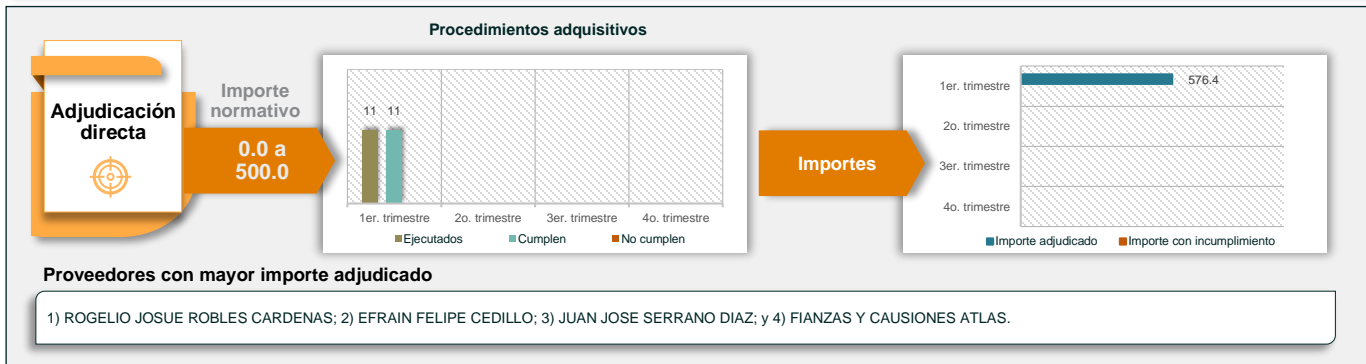 Procedimientos adquisitivos
Adjudicación
directa
Importe
normativo
0.0 a
500.0
11 11
1er. trimestre 2o. trimestre 3er. trimestre 4o. trimestre
Ejecutados Cumplen No cumplen
Importes
1er. trimestre 576.4
2o. trimestre
3er. trimestre
4o. trimestre
Importe adjudicado Importe con incumplimiento
Proveedores con mayor importe adjudicado
1) ROGELIO JOSUE ROBLES CARDENAS; 2) EFRAIN FELIPE CEDILLO; 3) JUAN JOSE SERRANO DIAZ; y 4) FIANZAS Y CAUSIONES ATLAS.